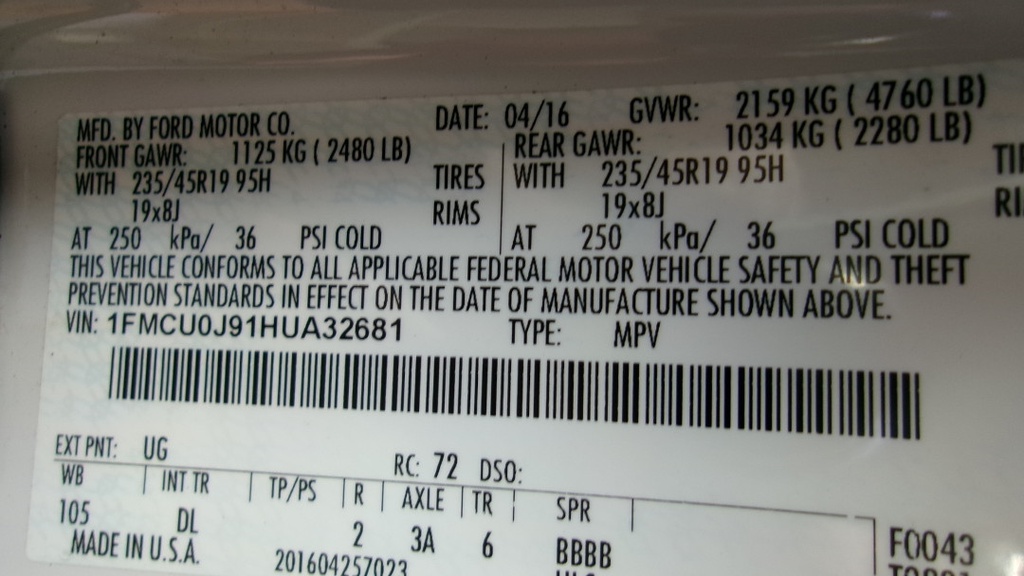 MFD. BY FORD MOTOR CO. DATE: 04/16 GVWR: 2159 KG ( 4760 LB)
FRONT GAWR: 1125 KG ( 2480 LB) REAR GAWR: 1034 KG ( 2280 LB)
WITH 235/45R19 95H TIRES WITH 235/45R19 95H
19x8J RIMS 19x8J
AT 250 kPa/ 36 PSI COLD AT 250 kPa/ 36 PSI COLD
THIS VEHICLE CONFORMS TO ALL APPLICABLE FEDERAL MOTOR VEHICLE SAFETY AND THEFT
PREVENTION STANDARDS IN EFFECT ON THE DATE OF MANUFACTURE SHOWN ABOVE.
VIN: 1FMCU0J91HUA32681 TYPE: MPV
EXT PNT: UG RC: 72 DSO:
WB INT TR TP/PS R AXLE TR SPR
105 DL 2 3A 6 BBBB F0043
MADE IN U.S.A. 201604257023